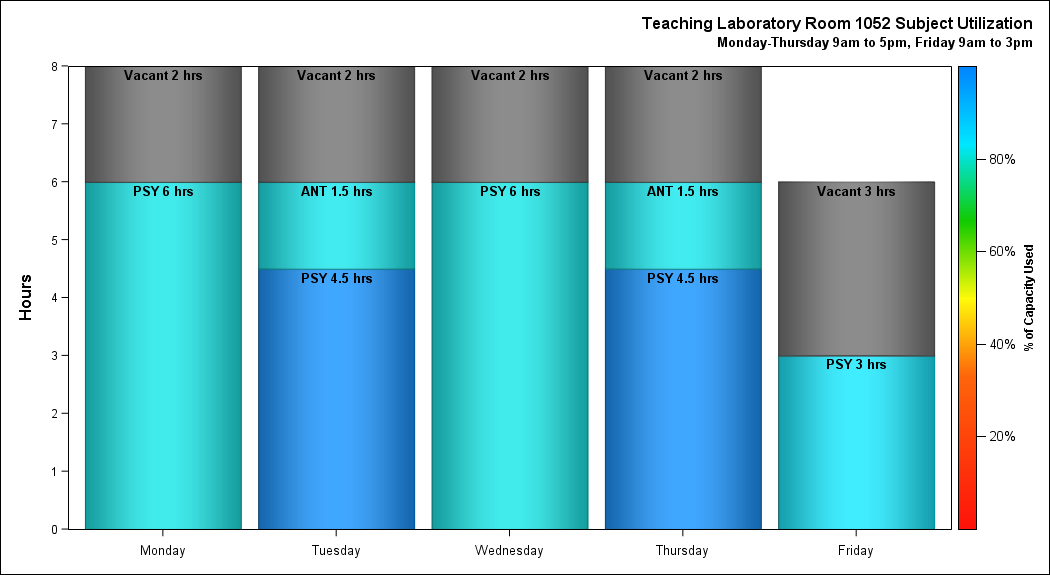 Teaching Laboratory Room 1052 Subject Utilization
Monday-Thursday 9am to 5pm, Friday 9am to 3pm
8
7
6
5
4
3
2
1
0
Hours
Vacant 2 hrs
PSY 6 hrs
Vacant 2 hrs
ANT 1.5 hrs
PSY 4.5 hrs
Vacant 2 hrs
PSY 6 hrs
Vacant 2 hrs
ANT 1.5 hrs
PSY 4.5 hrs
Vacant 3 hrs
PSY 3 hrs
Monday
Tuesday
Wednesday
Thursday
Friday
80%
60%
40%
20%
% of Capacity Used